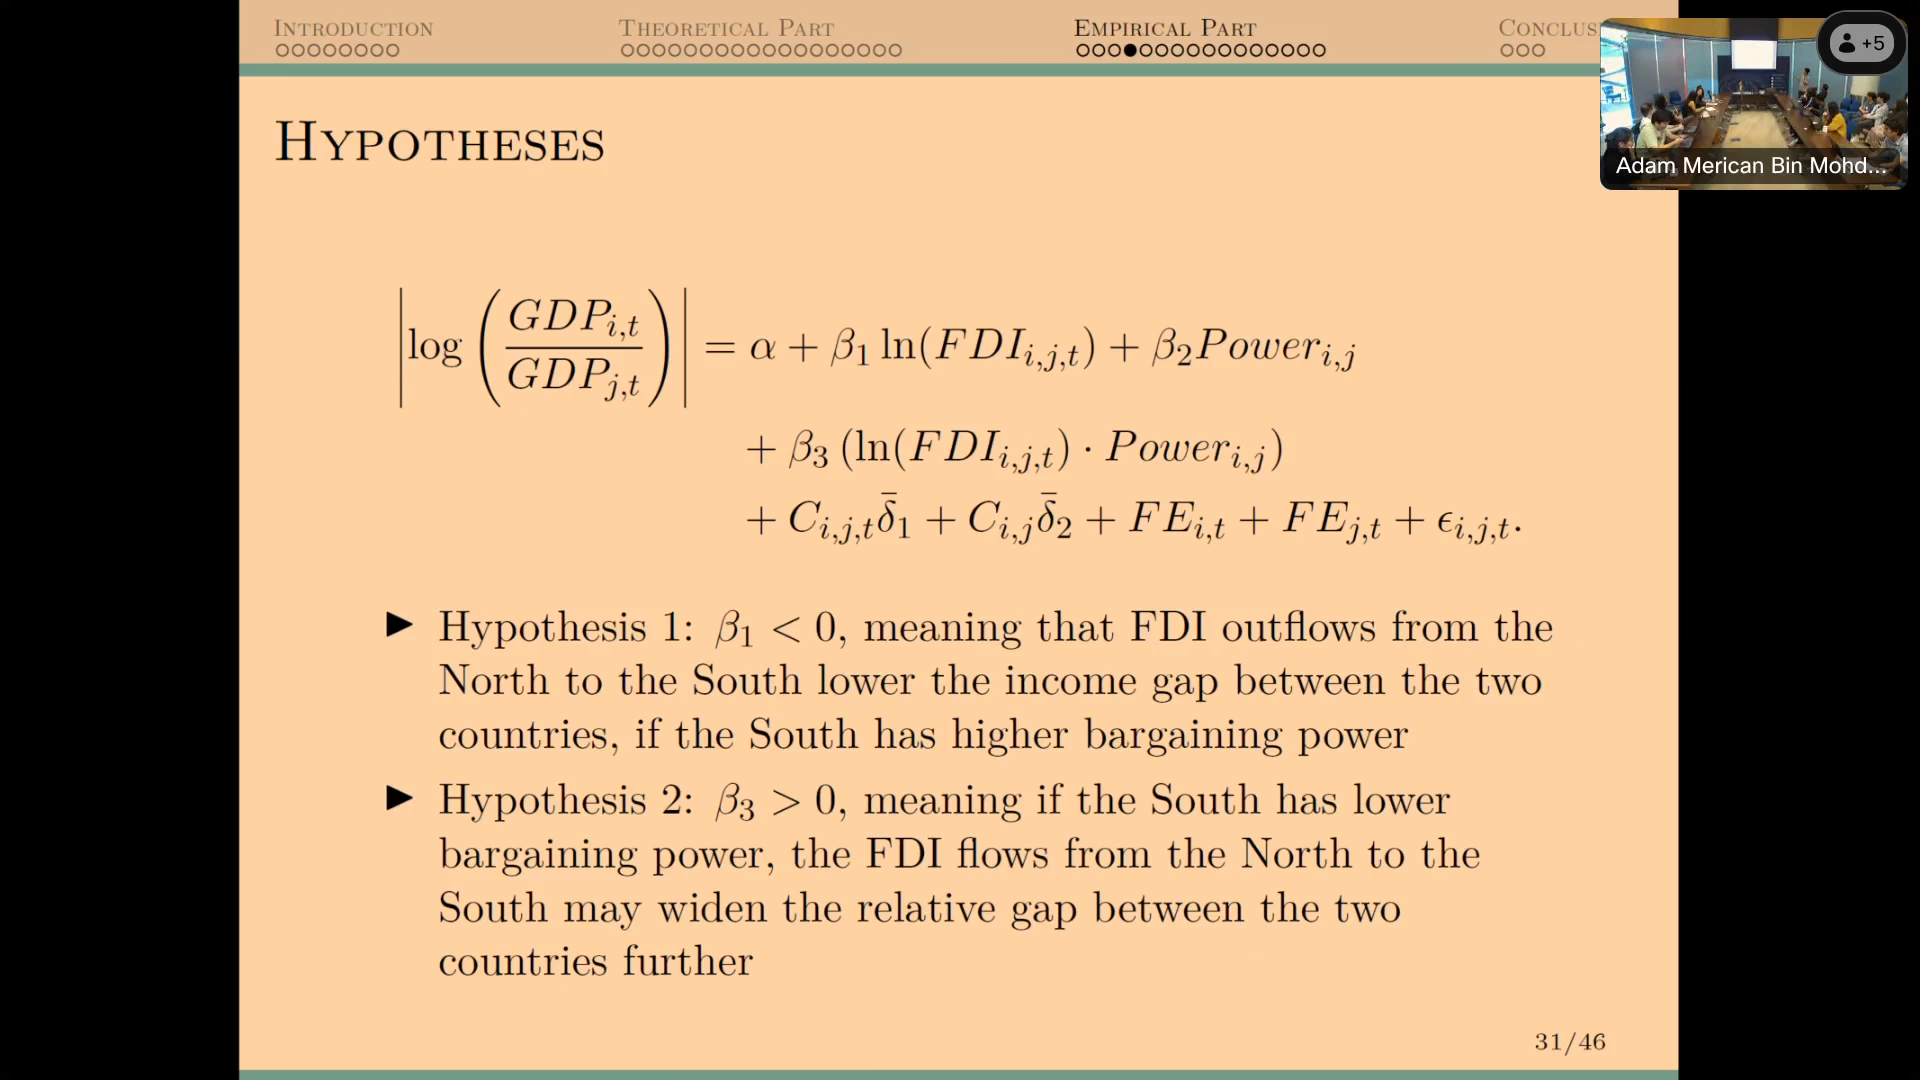 INTRODUCTION THEORETICAL PART EMPIRICAL PART CONCLUS
+5
Adam Merican Bin Mohd...
HYPOTHESES
|log (GDP_{i,t} / GDP_{j,t})| = α + β₁ ln(FDI_{i,j,t}) + β₂Power_{i,j}
+ β₃ (ln(FDI_{i,j,t}) · Power_{i,j})
+ C_{i,j,t}δ̄₁ + C_{i,j}δ̄₂ + FE_{i,t} + FE_{j,t} + ϵ_{i,j,t}.
▶ Hypothesis 1: β₁ < 0, meaning that FDI outflows from the
North to the South lower the income gap between the two
countries, if the South has higher bargaining power
▶ Hypothesis 2: β₃ > 0, meaning if the South has lower
bargaining power, the FDI flows from the North to the
South may widen the relative gap between the two
countries further
31/46